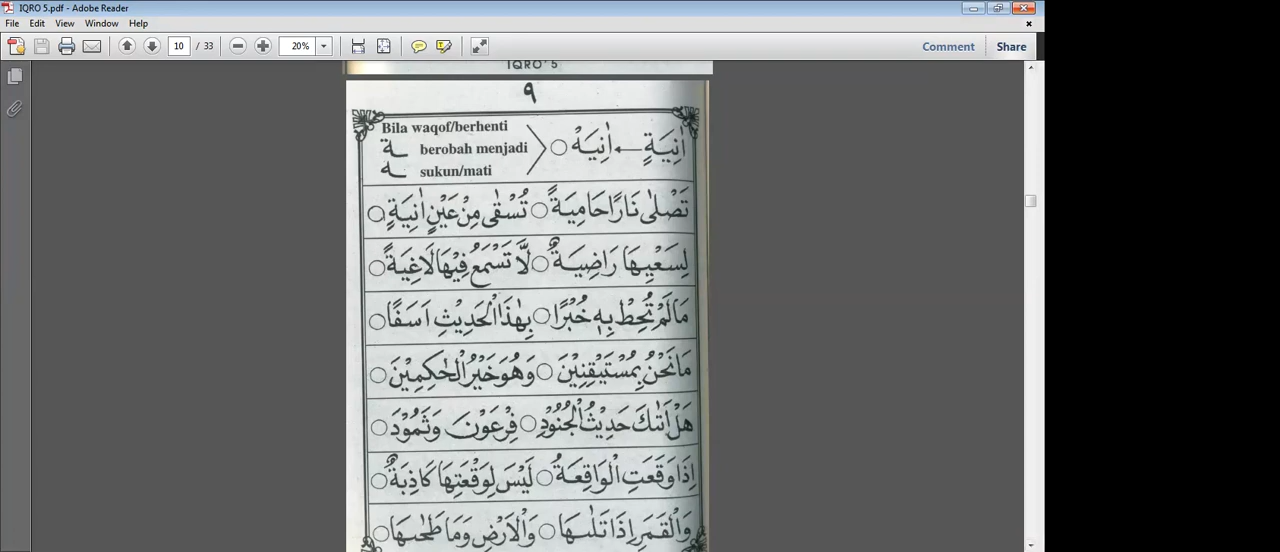 IQRO 5.pdf - Adobe Reader
File Edit View Window Help
10 / 33 20% Comment Share
IQRO' 5
٩
Bila waqof/berhenti
ـة berobah menjadi
ـه sukun/mati
اٰنِيَةٍ ← اٰنِيَهْ ○
تَصْلٰى نَارًا حَامِيَةً ○ تُسْقٰى مِنْ عَيْنٍ اٰنِيَةٍ ○
لِسَعْيِهَا رَاضِيَةٌ ○ لَّا تَسْمَعُ فِيْهَا لَاغِيَةً ○
مَالَمْ تُحِطْ بِهٖ خُبْرًا ○ بِهٰذَا الْحَدِيْثِ اَسَفًا ○
مَانَحْنُ بِمُسْتَيْقِنِيْنَ ○ وَهُوَ خَيْرُ الْحٰكِمِيْنَ ○
هَلْ اَتٰىكَ حَدِيْثُ الْجُنُوْدِ ○ فِرْعَوْنَ وَثَمُوْدَ ○
اِذَا وَقَعَتِ الْوَاقِعَةُ ○ لَيْسَ لِوَقْعَتِهَا كَاذِبَةٌ ○
وَالْقَمَرِ اِذَا تَلٰىهَا ○ وَالْاَرْضِ وَمَا طَحٰىهَا ○